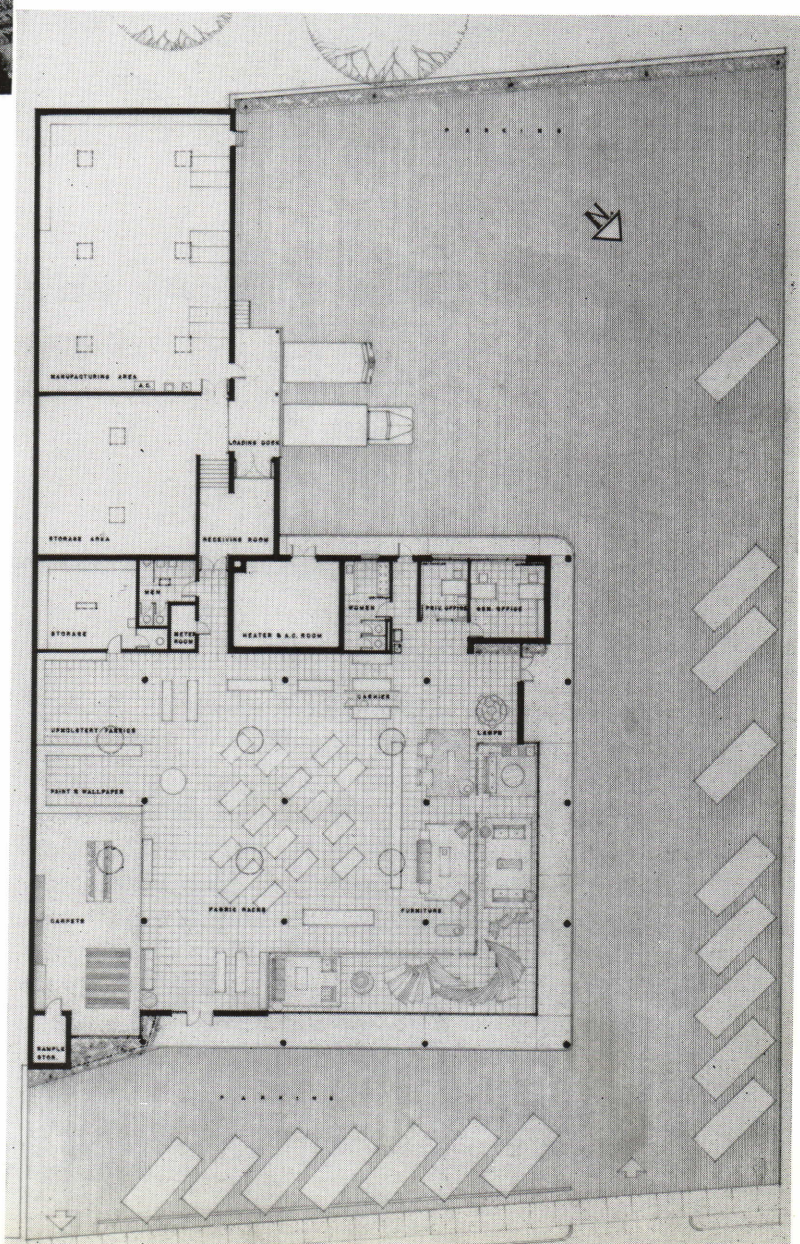 PARKING
N
MANUFACTURING AREA
A.C.
LOADING DOCK
STORAGE AREA
RECEIVING ROOM
MEN
WOMEN
PRIV. OFFICE
GEN. OFFICE
STORAGE
METER
ROOM
HEATER & A.C. ROOM
CASHIER
UPHOLSTERY FABRICS
LAMPS
PAINT & WALLPAPER
FABRIC RACKS
FURNITURE
CARPETS
SAMPLE
STOR.
PARKING